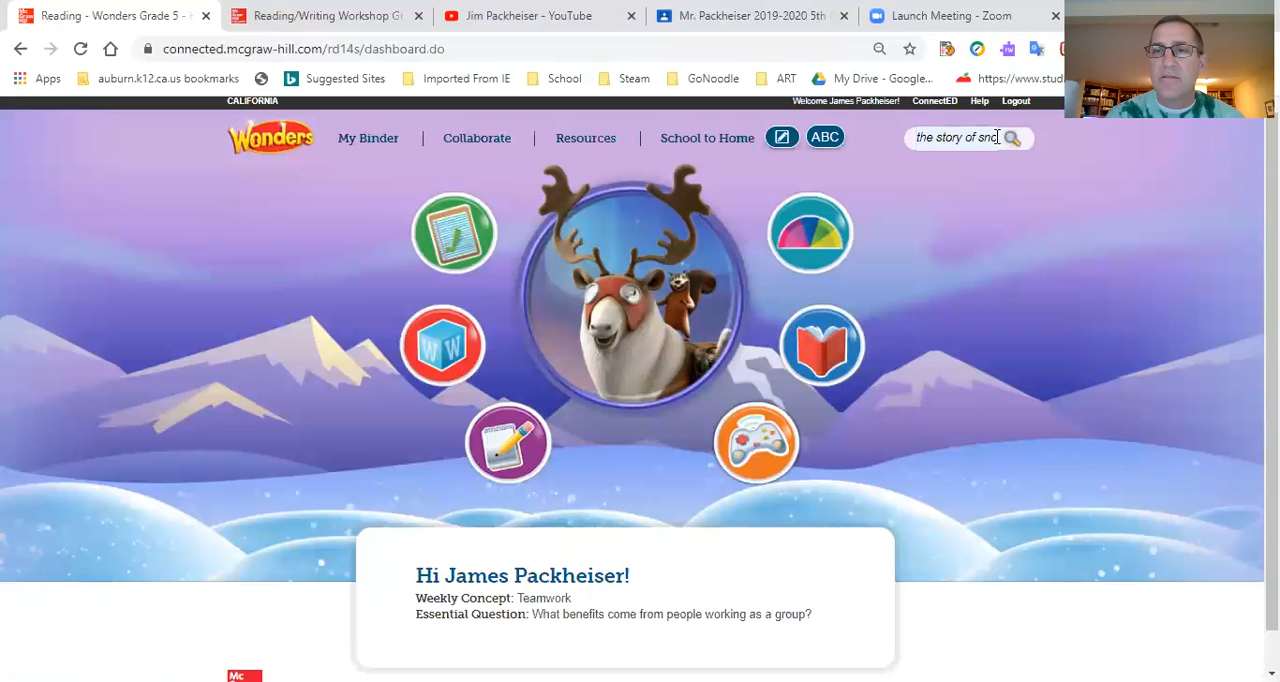 Reading - Wonders Grade 5 -
Reading/Writing Workshop G
Jim Packheiser - YouTube
Mr. Packheiser 2019-2020 5th
Launch Meeting - Zoom
connected.mcgraw-hill.com/rd14s/dashboard.do
Apps
auburn.k12.ca.us bookmarks
Suggested Sites
Imported From IE
School
Steam
GoNoodle
ART
My Drive - Google...
https://www.stud
CALIFORNIA
Welcome James Packheiser!
ConnectED
Help
Logout
Wonders
My Binder
Collaborate
Resources
School to Home
ABC
the story of sno
W W
Hi James Packheiser!
Weekly Concept: Teamwork
Essential Question: What benefits come from people working as a group?
Mc